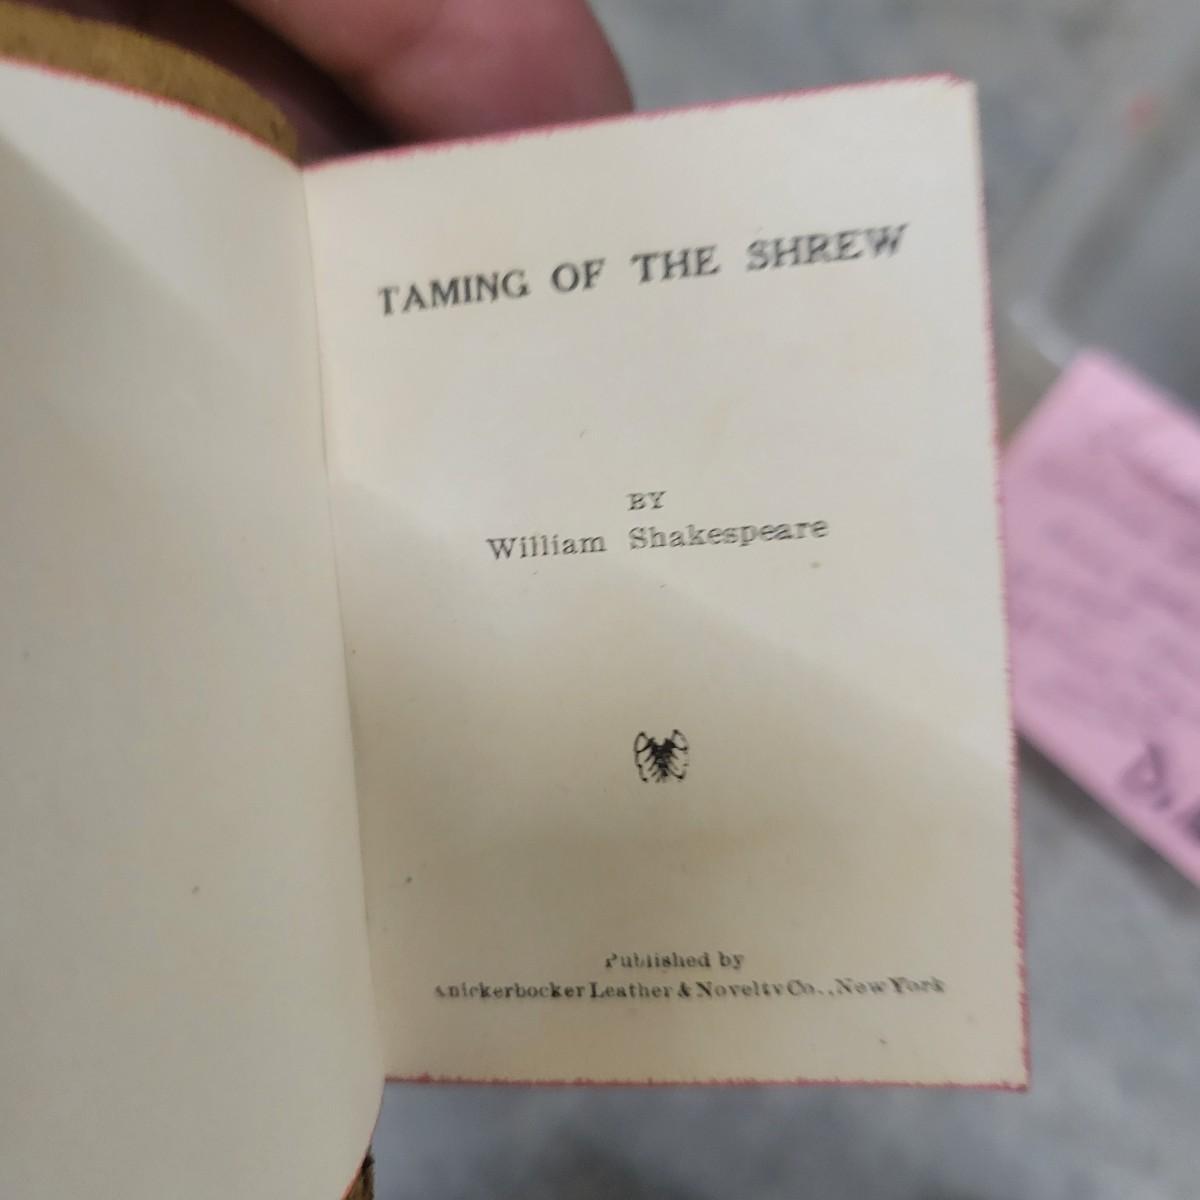 TAMING OF THE SHREW
BY
William Shakespeare
Published by
Knickerbocker Leather & Novelty Co., New York